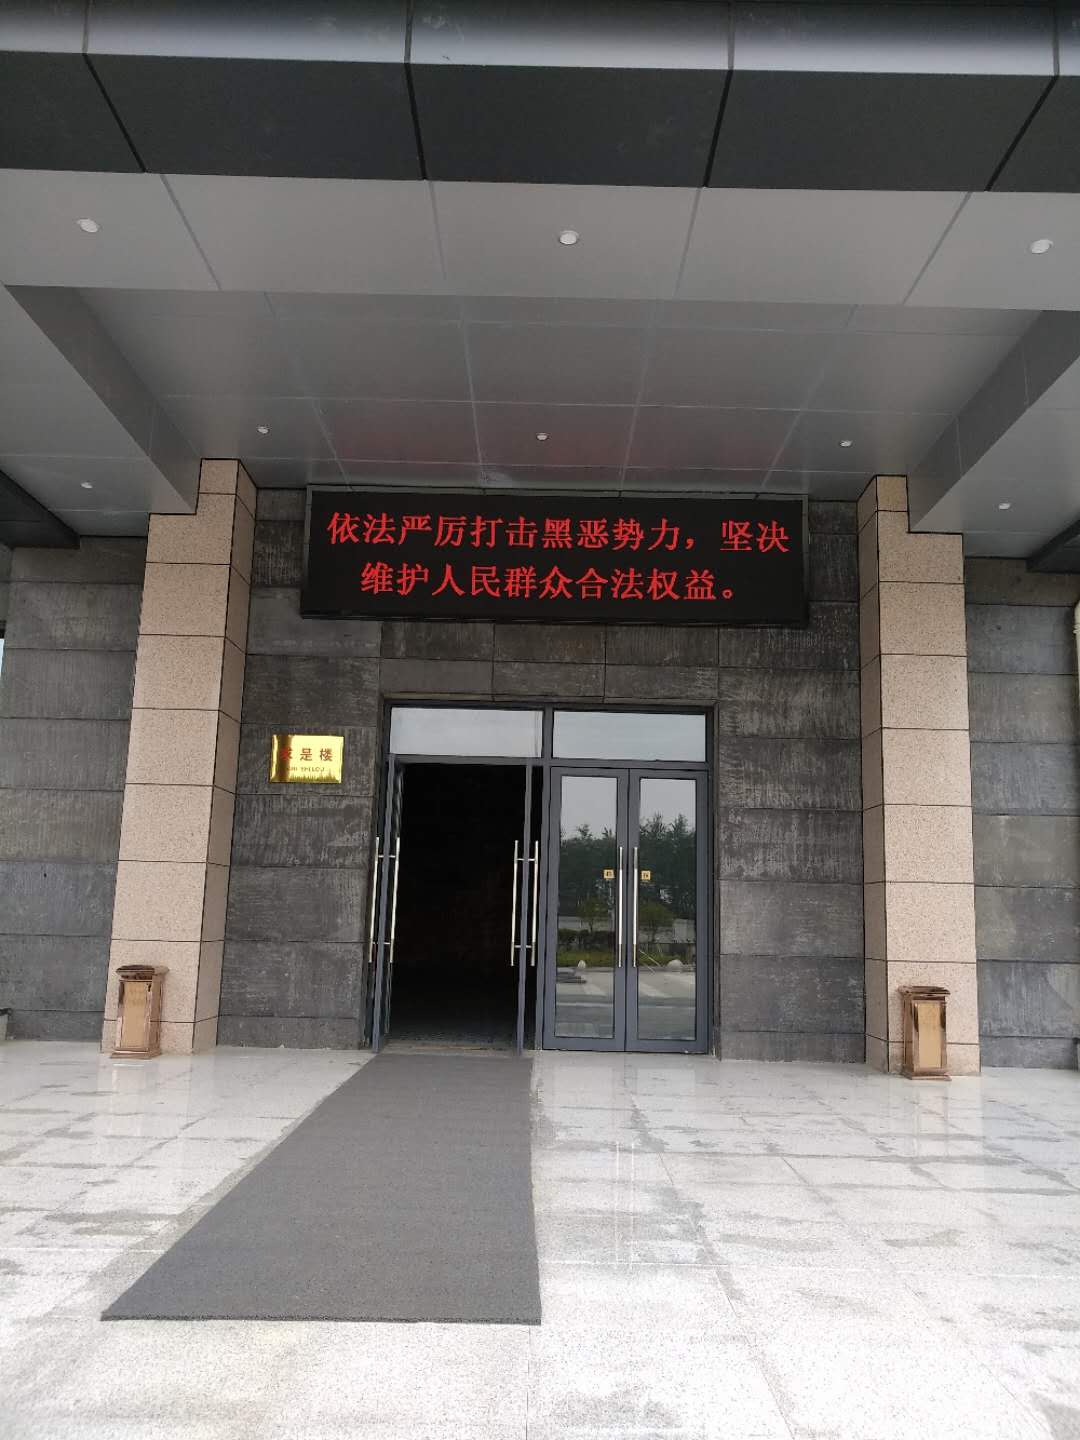 依法严厉打击黑恶势力，坚决
维护人民群众合法权益。
求是楼